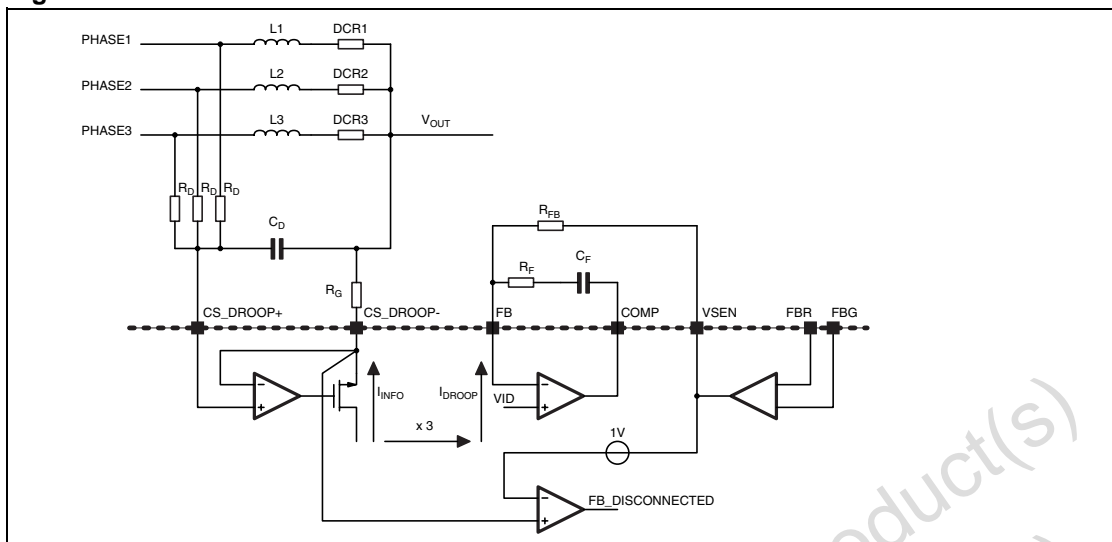 PHASE1
L1
DCR1
PHASE2
L2
DCR2
PHASE3
L3
DCR3
VOUT
RD
RD
RD
CD
RFB
RF
CF
RG
CS_DROOP+
CS_DROOP-
FB
COMP
VSEN
FBR
FBG
IINFO
IDROOP
VID
x 3
1V
FB_DISCONNECTED
oduct(s)